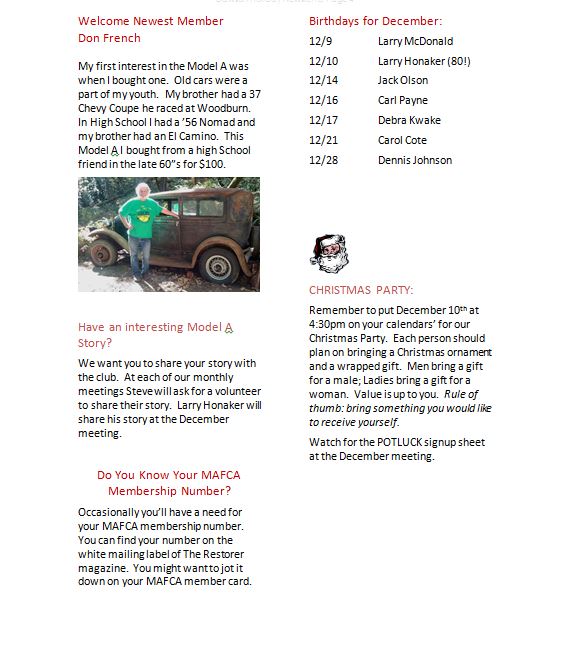 Welcome Newest Member
Don French
My first interest in the Model A was
when I bought one. Old cars were a
part of my youth. My brother had a 37
Chevy Coupe he raced at Woodburn.
In High School I had a '56 Nomad and
my brother had an El Camino. This
Model A I bought from a high School
friend in the late 60"s for $100.
Have an interesting Model A
Story?
We want you to share your story with
the club. At each of our monthly
meetings Steve will ask for a volunteer
to share their story. Larry Honaker will
share his story at the December
meeting.
Do You Know Your MAFCA
Membership Number?
Occasionally you'll have a need for
your MAFCA membership number.
You can find your number on the
white mailing label of The Restorer
magazine. You might want to jot it
down on your MAFCA member card.
Birthdays for December:
12/9 Larry McDonald
12/10 Larry Honaker (80!)
12/14 Jack Olson
12/16 Carl Payne
12/17 Debra Kwake
12/21 Carol Cote
12/28 Dennis Johnson
CHRISTMAS PARTY:
Remember to put December 10th at
4:30pm on your calendars' for our
Christmas Party. Each person should
plan on bringing a Christmas ornament
and a wrapped gift. Men bring a gift
for a male; Ladies bring a gift for a
woman. Value is up to you. Rule of
thumb: bring something you would like
to receive yourself.
Watch for the POTLUCK signup sheet
at the December meeting.